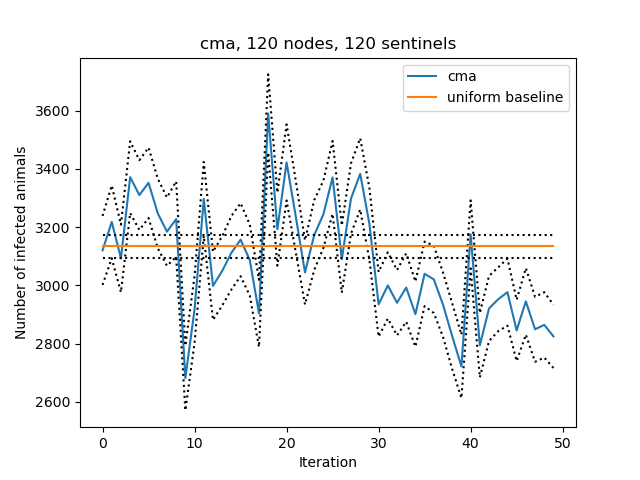 cma, 120 nodes, 120 sentinels
cma
uniform baseline
Number of infected animals
3600
3400
3200
3000
2800
2600
0 10 20 30 40 50
Iteration